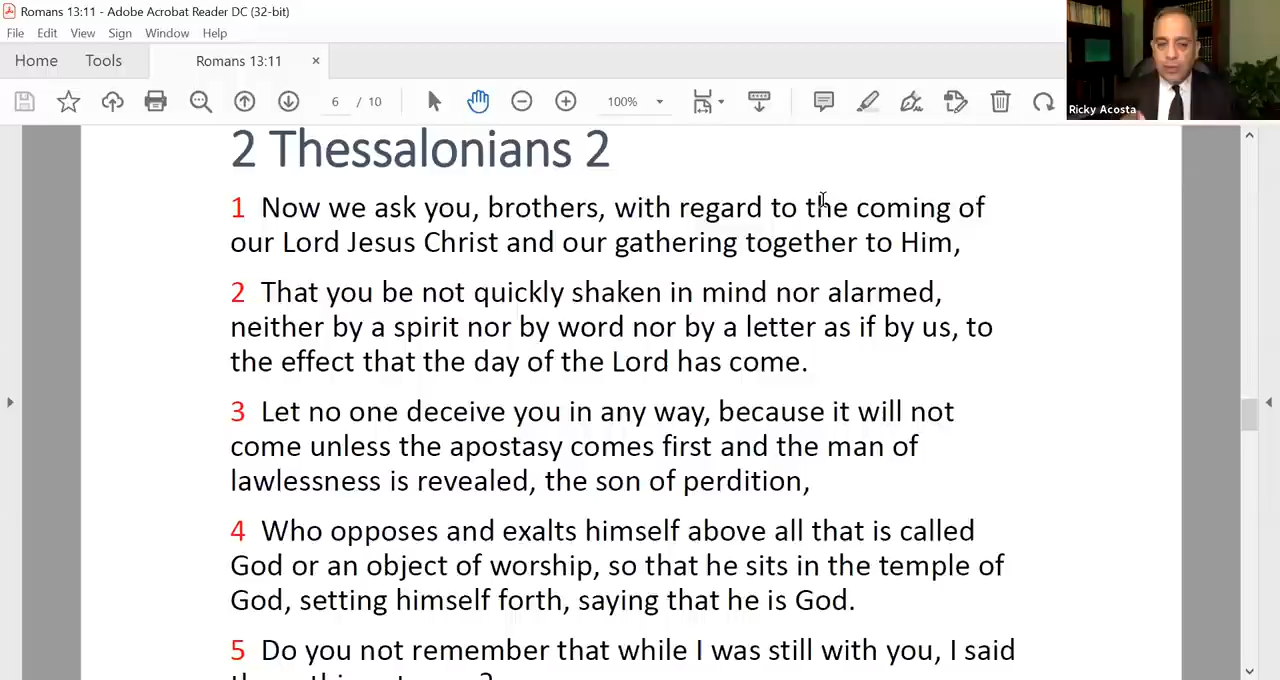 Romans 13:11 - Adobe Acrobat Reader DC (32-bit)
File Edit View Sign Window Help
Home Tools Romans 13:11 ×
6 / 10 100%
Ricky Acosta
2 Thessalonians 2
1 Now we ask you, brothers, with regard to the coming of
our Lord Jesus Christ and our gathering together to Him,
2 That you be not quickly shaken in mind nor alarmed,
neither by a spirit nor by word nor by a letter as if by us, to
the effect that the day of the Lord has come.
3 Let no one deceive you in any way, because it will not
come unless the apostasy comes first and the man of
lawlessness is revealed, the son of perdition,
4 Who opposes and exalts himself above all that is called
God or an object of worship, so that he sits in the temple of
God, setting himself forth, saying that he is God.
5 Do you not remember that while I was still with you, I said